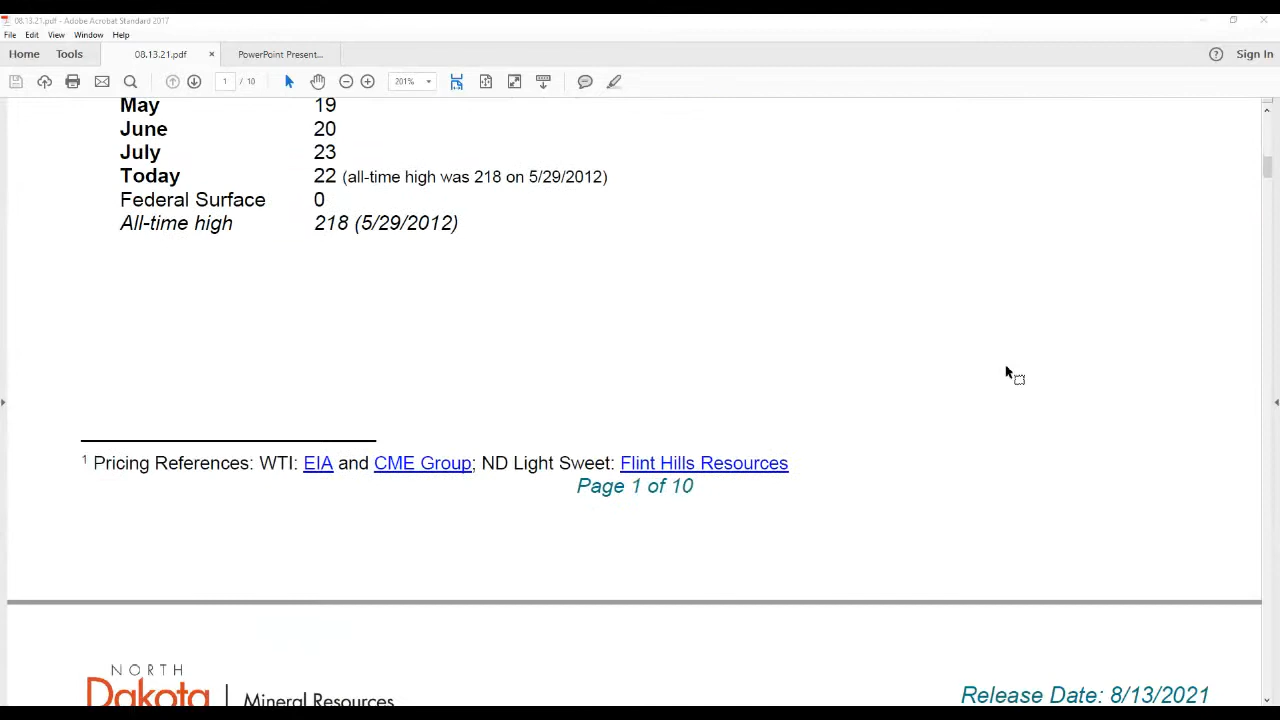 08.13.21.pdf - Adobe Acrobat Standard 2017
File Edit View Window Help
Home Tools 08.13.21.pdf × PowerPoint Present... Sign In
1 / 10 201%
May 19
June 20
July 23
Today 22 (all-time high was 218 on 5/29/2012)
Federal Surface 0
All-time high 218 (5/29/2012)
1 Pricing References: WTI: EIA and CME Group; ND Light Sweet: Flint Hills Resources
Page 1 of 10
NORTH
Dakota | Mineral Resources
Release Date: 8/13/2021